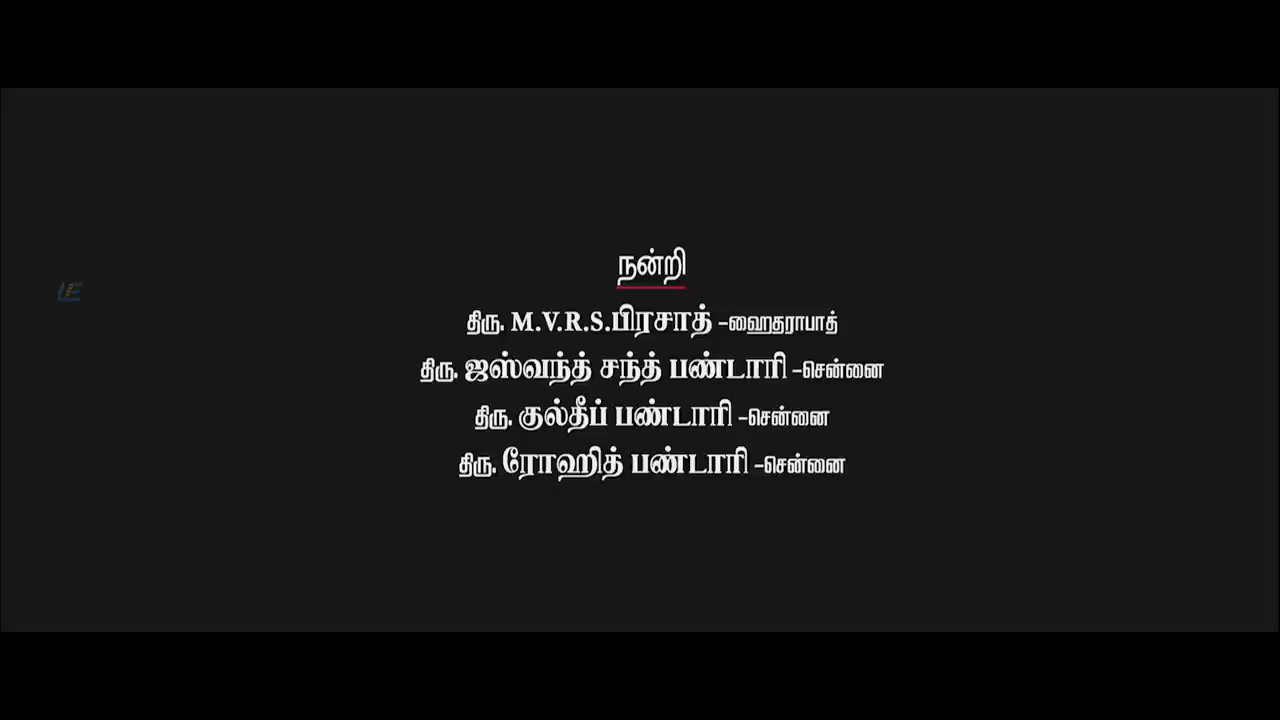 நன்றி
திரு. M.V.R.S.பிரசாத் -ஹைதராபாத்
திரு. ஜஸ்வந்த் சந்த் பண்டாரி -சென்னை
திரு. குல்தீப் பண்டாரி -சென்னை
திரு. ரோஹித் பண்டாரி -சென்னை